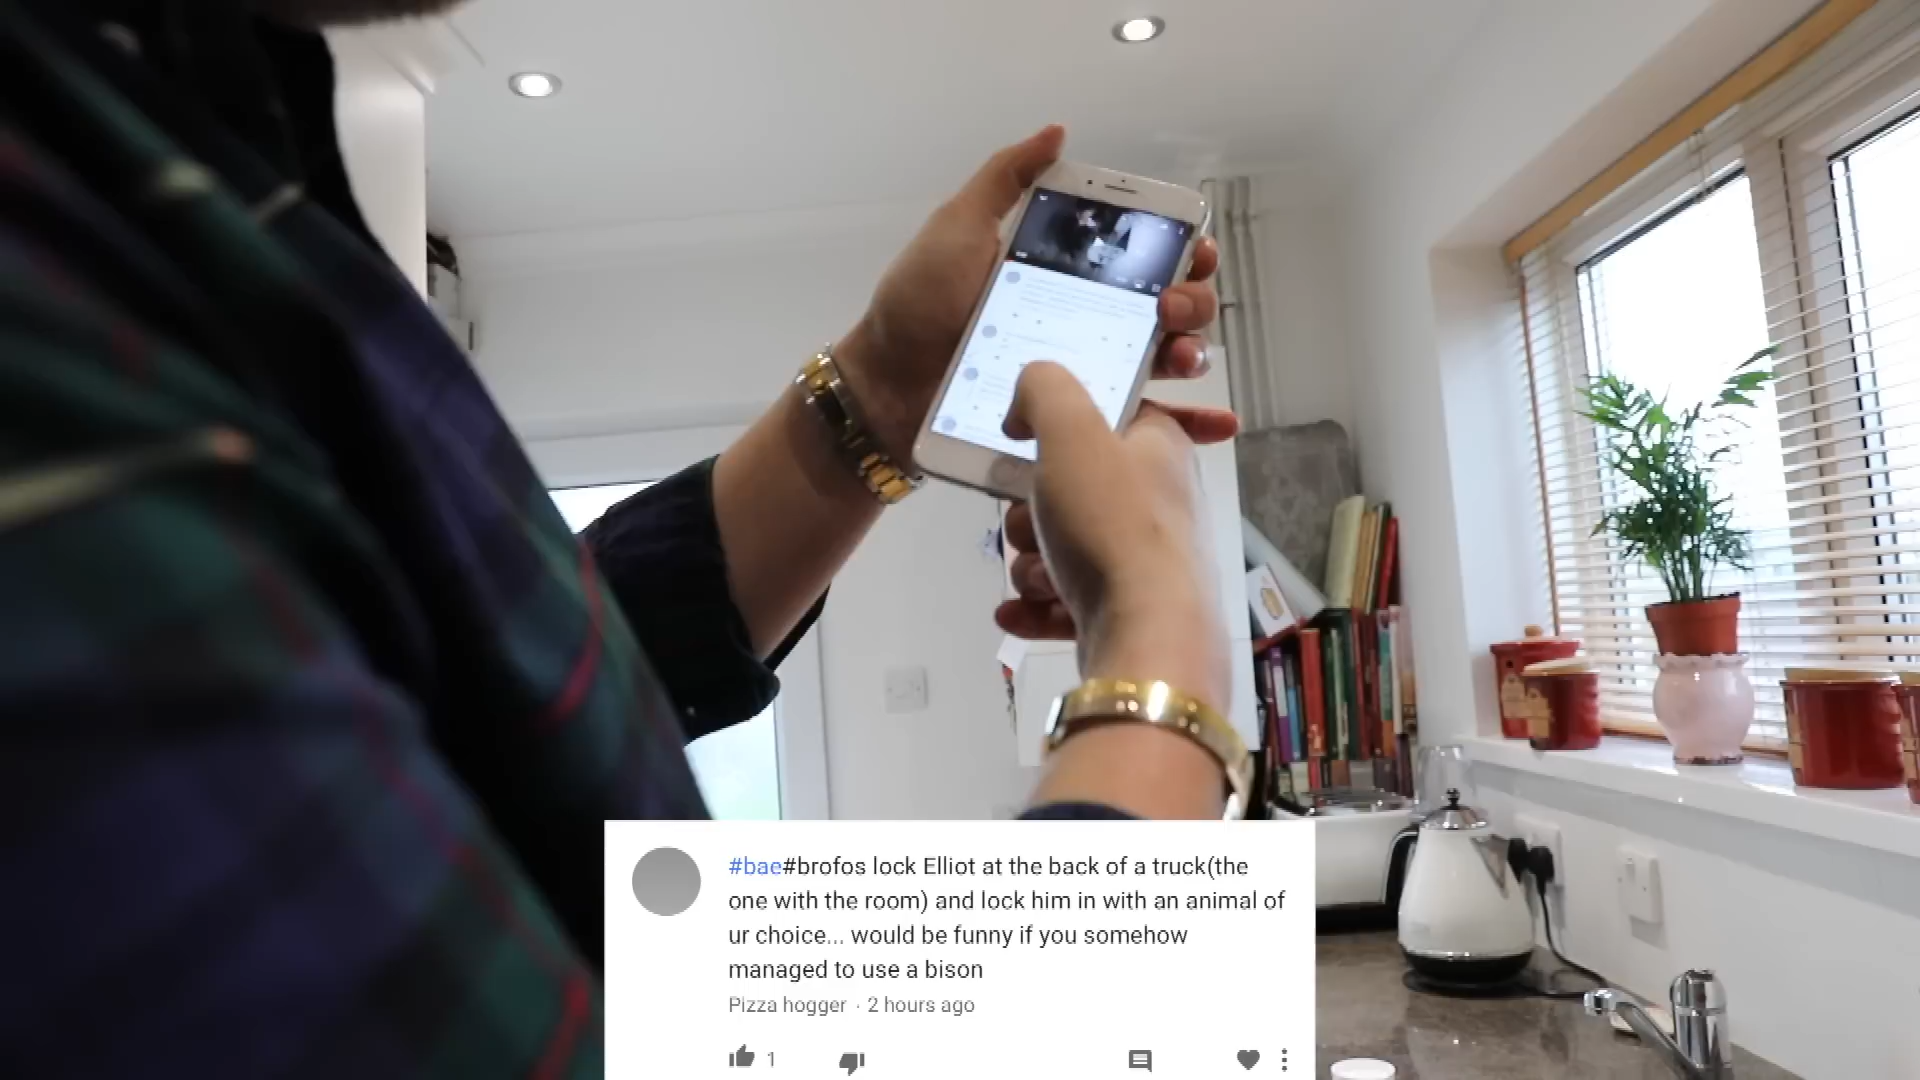 #bae#brofos lock Elliot at the back of a truck(the
one with the room) and lock him in with an animal of
ur choice... would be funny if you somehow
managed to use a bison
Pizza hogger · 2 hours ago
1